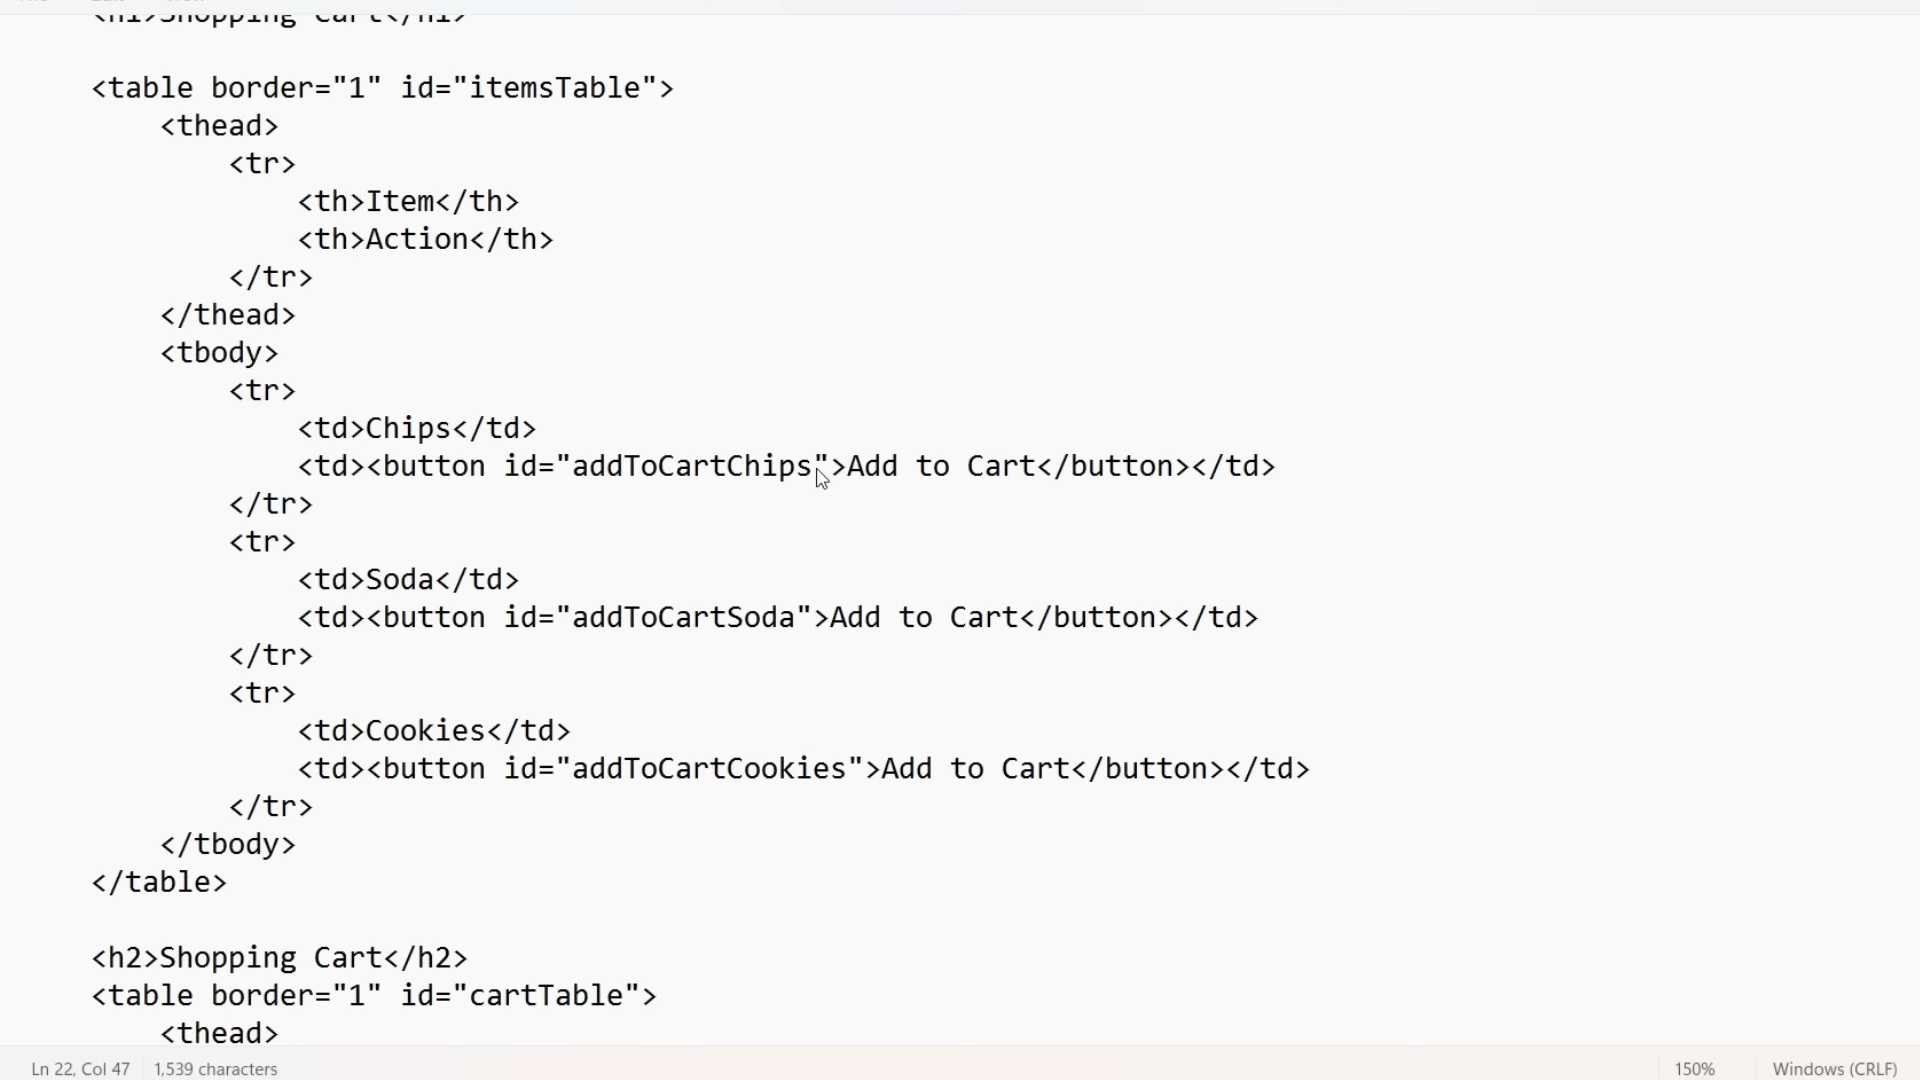 <h1>Shopping Cart</h1>
<table border="1" id="itemsTable">
<thead>
<tr>
<th>Item</th>
<th>Action</th>
</tr>
</thead>
<tbody>
<tr>
<td>Chips</td>
<td><button id="addToCartChips">Add to Cart</button></td>
</tr>
<tr>
<td>Soda</td>
<td><button id="addToCartSoda">Add to Cart</button></td>
</tr>
<tr>
<td>Cookies</td>
<td><button id="addToCartCookies">Add to Cart</button></td>
</tr>
</tbody>
</table>
<h2>Shopping Cart</h2>
<table border="1" id="cartTable">
<thead>
Ln 22, Col 47 1,539 characters 150% Windows (CRLF)